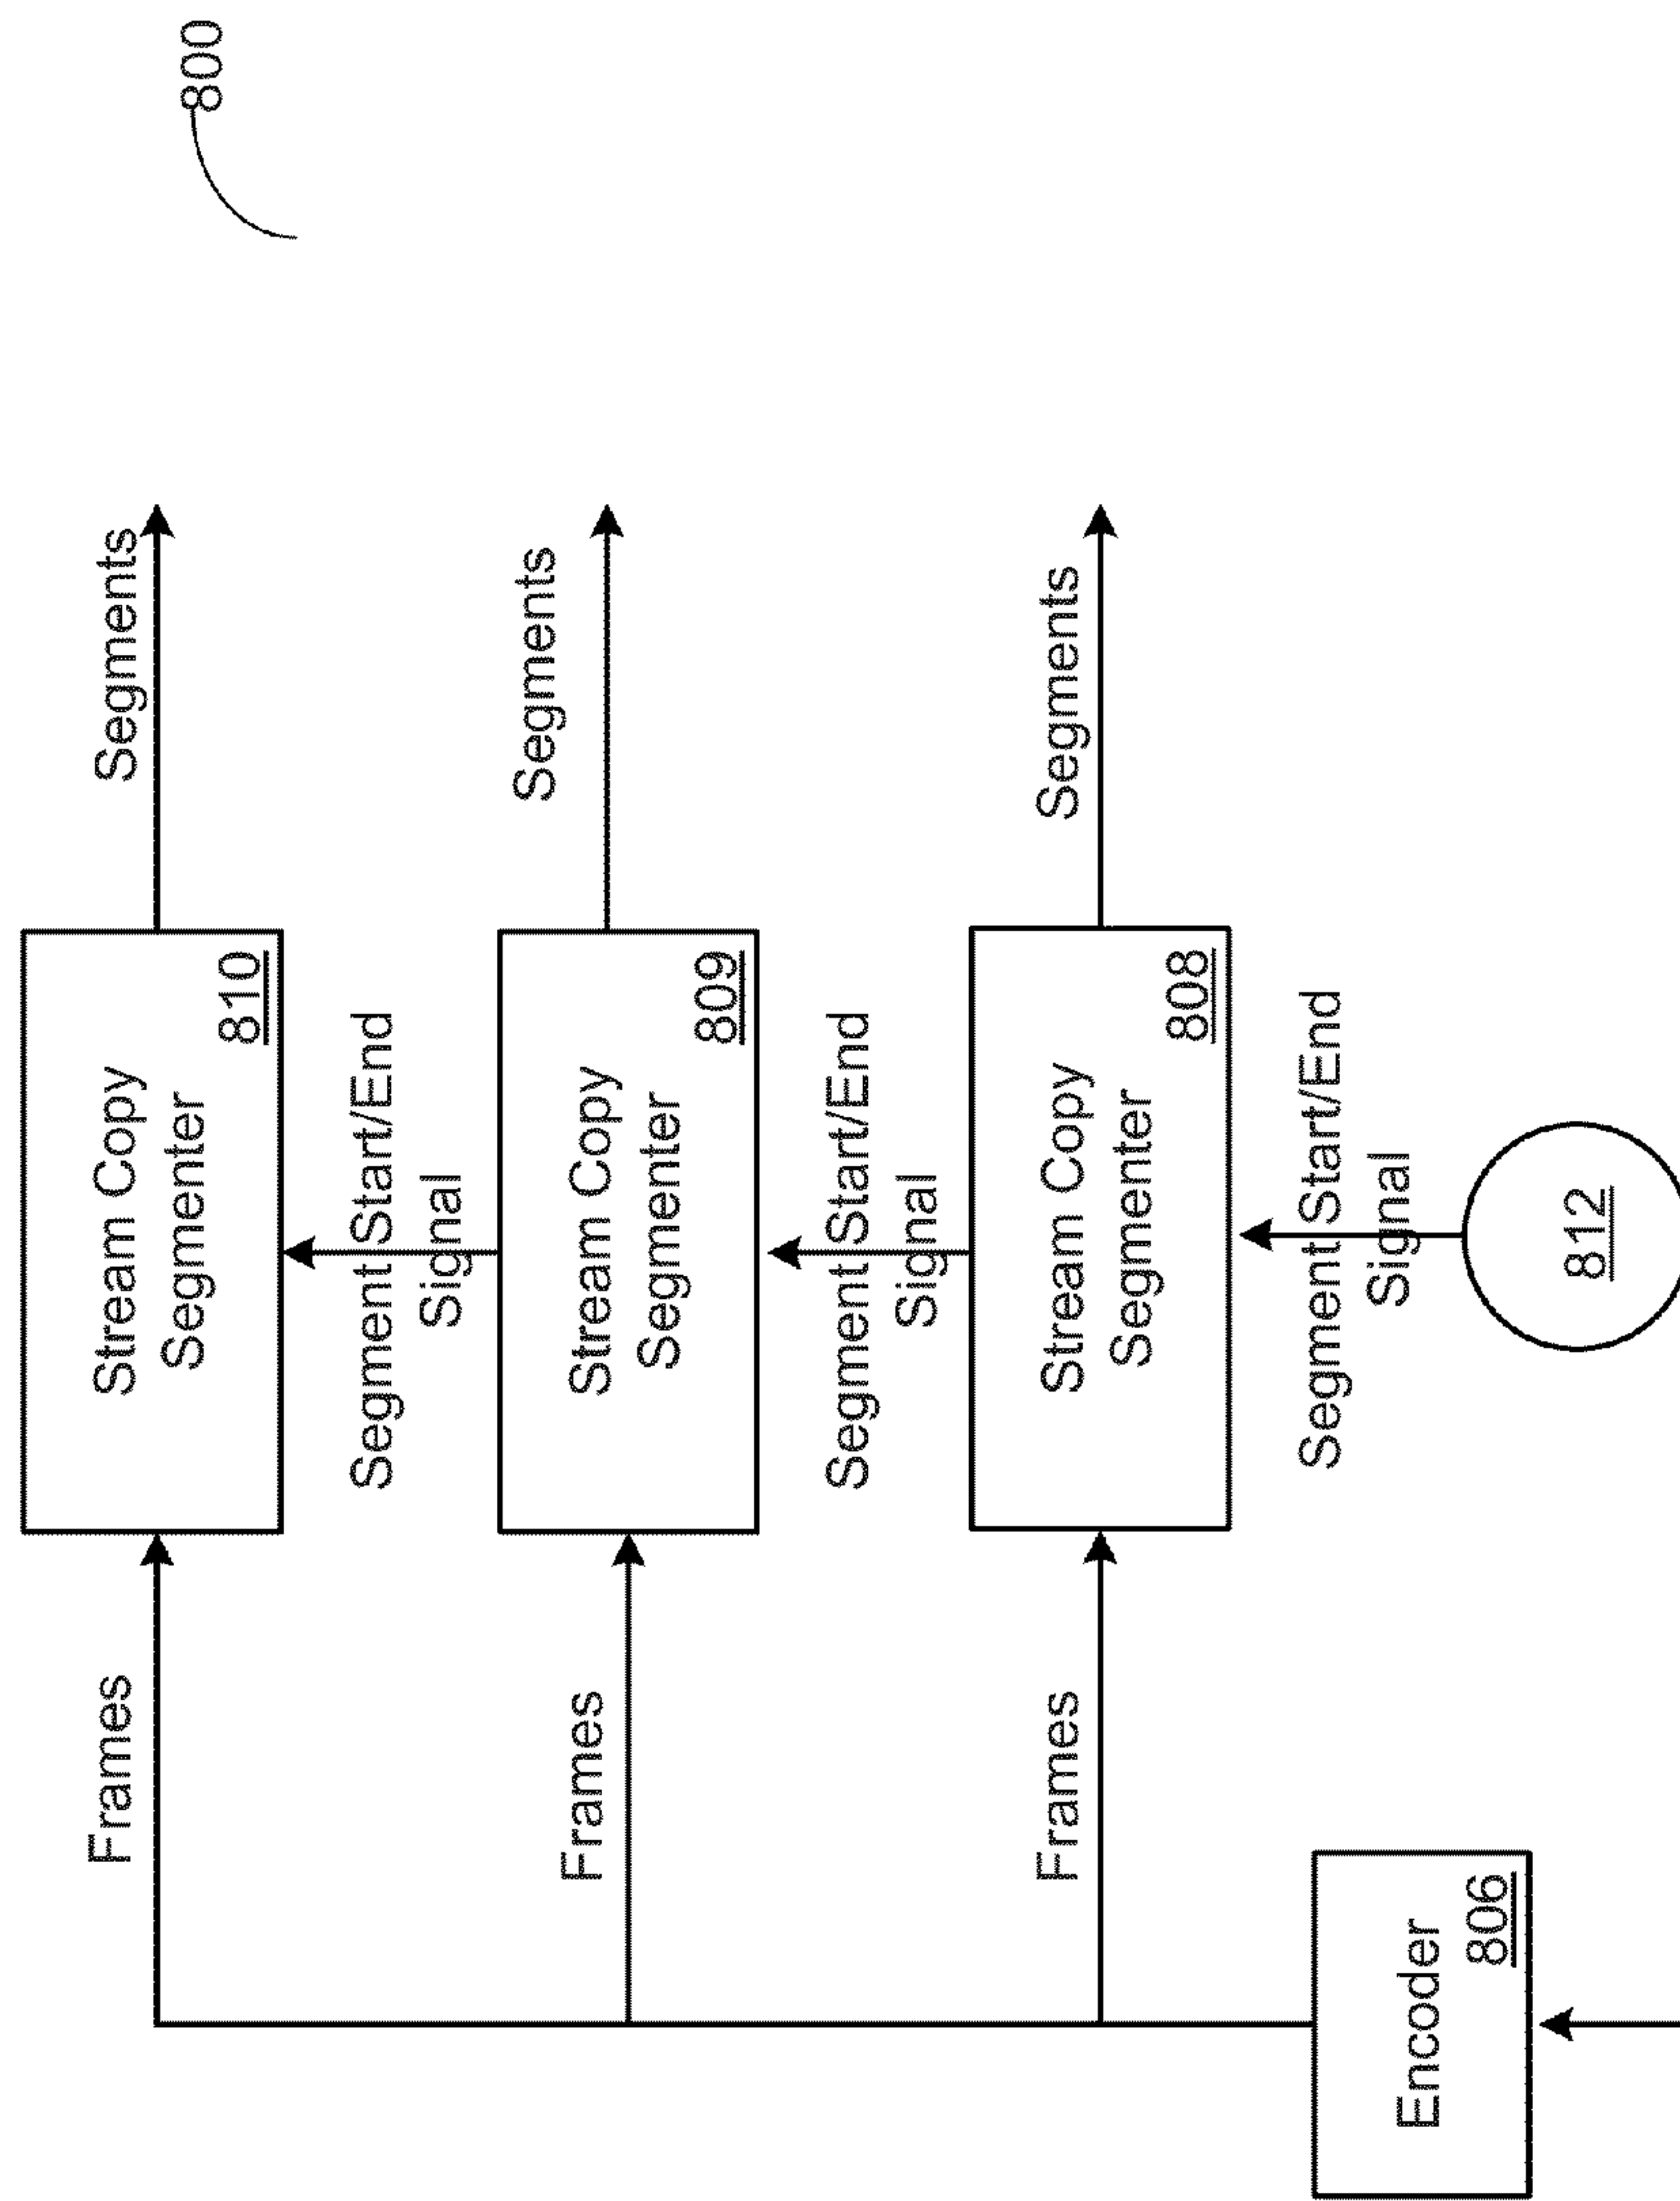 800
Frames
Stream Copy
Segmenter
810
Segments
Segment Start/End
Signal
Frames
Stream Copy
Segmenter
809
Segments
Segment Start/End
Signal
Frames
Stream Copy
Segmenter
808
Segments
Segment Start/End
Signal
Encoder
806
812